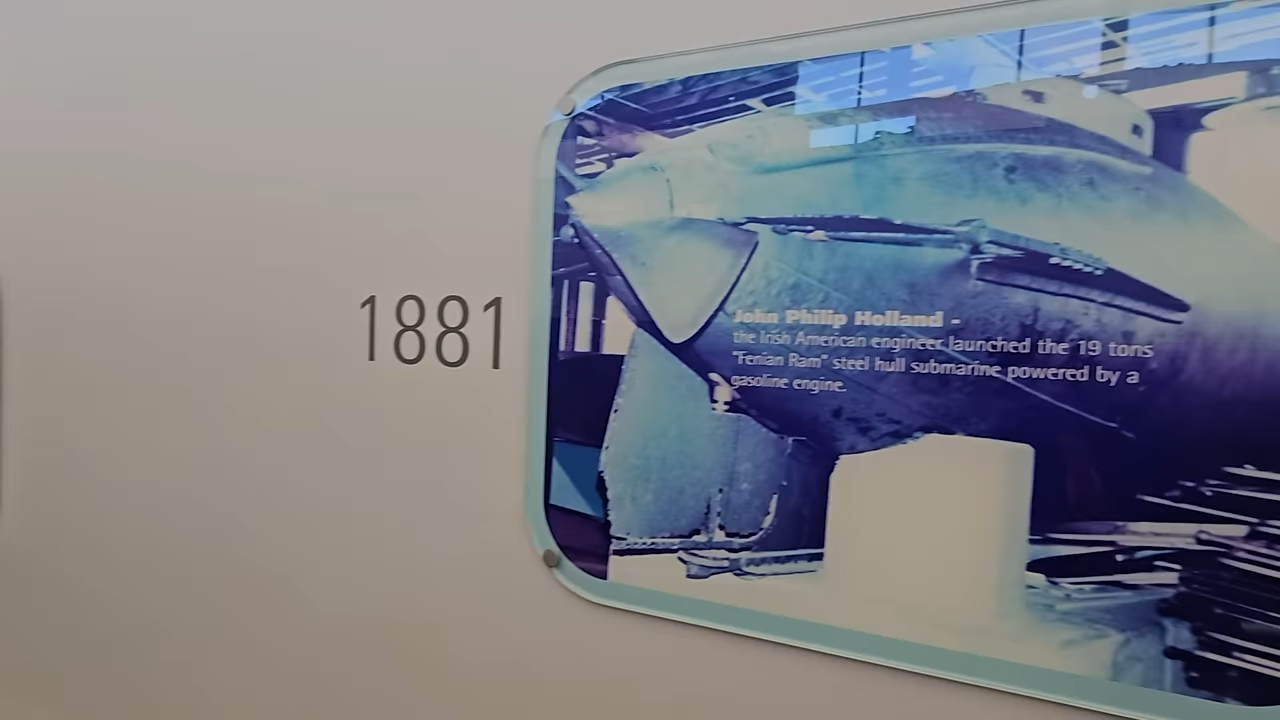 1881
John Philip Holland -
the Irish American engineer launched the 19 tons
"Fenian Ram" steel hull submarine powered by a
gasoline engine.